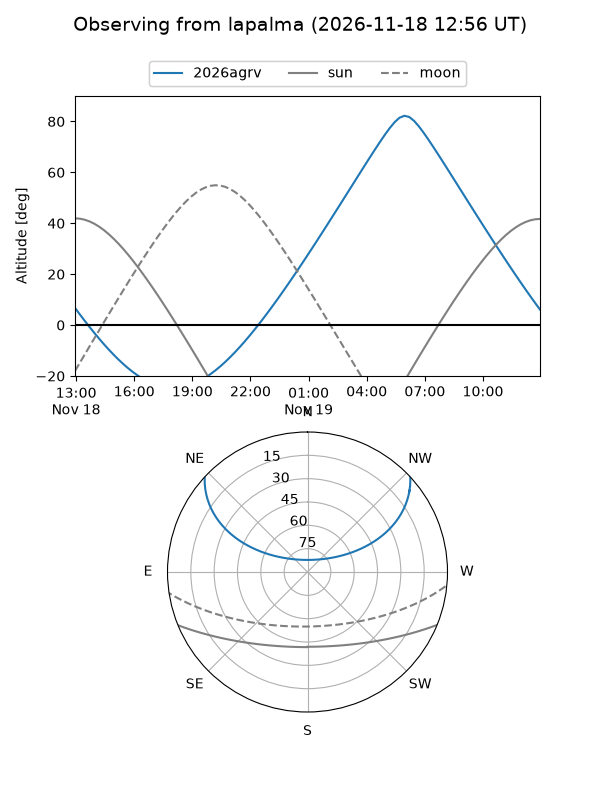 Observing from lapalma (2026-11-18 12:56 UT)
2026agrv sun moon
Altitude [deg]
80
60
40
20
0
−20
13:00 16:00 19:00 22:00 01:00 04:00 07:00 10:00
Nov 18 Nov 19
N
NE NW
15
30
45
60
75
E W
SE SW
S